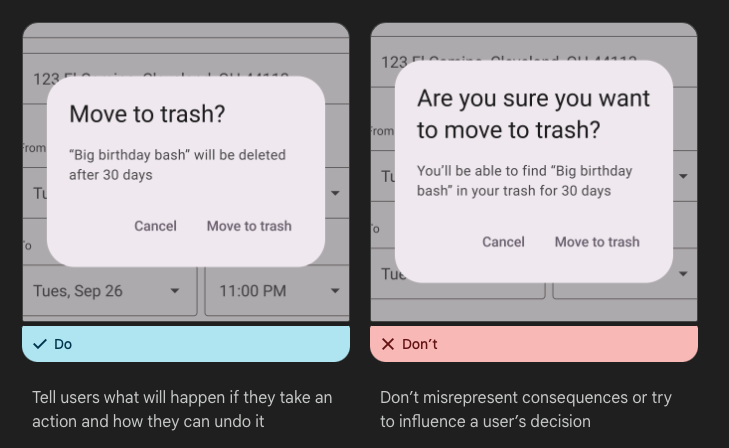 123 El Camino, Cleveland, OH 44113
Move to trash?
“Big birthday bash” will be deleted
after 30 days
From
Tu
Cancel
Move to trash
To
Tues, Sep 26
11:00 PM
Do
Tell users what will happen if they take an
action and how they can undo it
123 El Camino, Cleveland, OH 44113
Are you sure you want
to move to trash?
From
You’ll be able to find “Big birthday
bash” in your trash for 30 days
Tu
To
Cancel
Move to trash
Tue
Don’t
Don’t misrepresent consequences or try
to influence a user’s decision